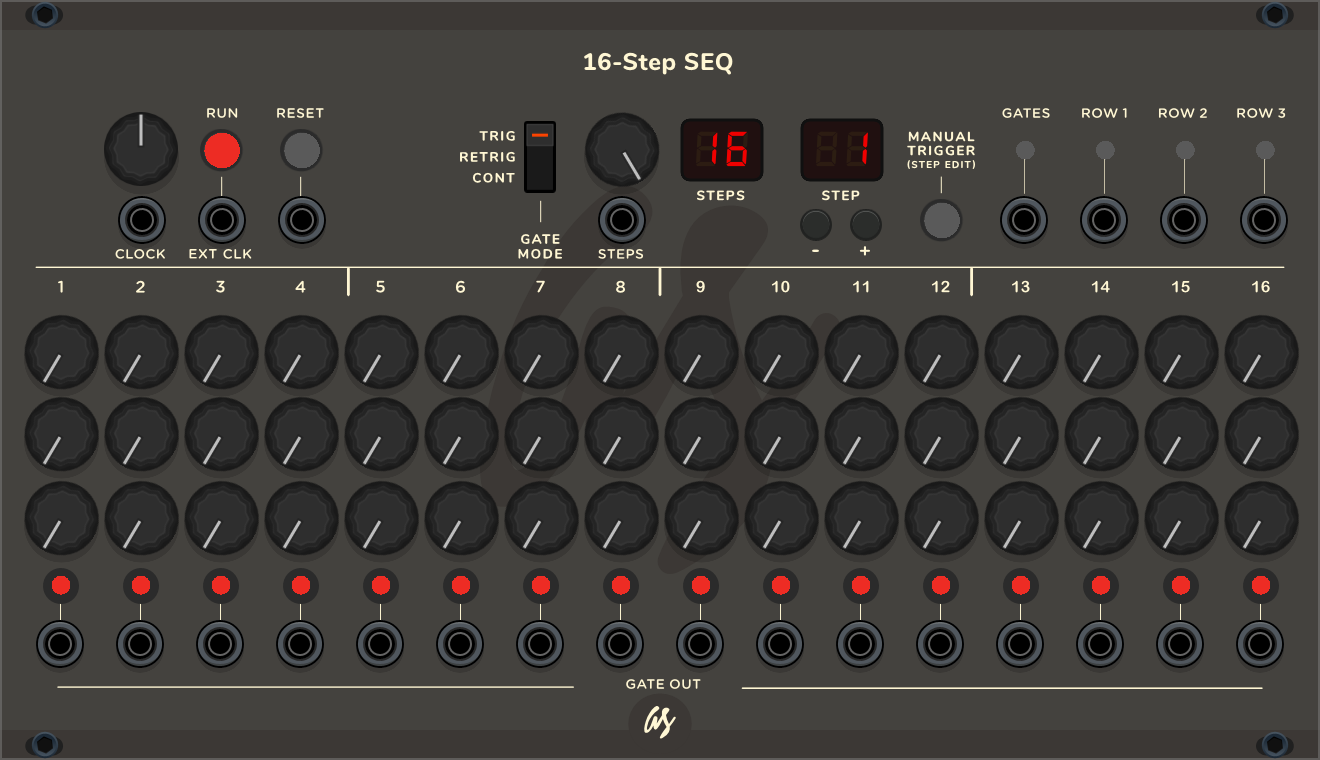 16-Step SEQ
RUN RESET GATES ROW 1 ROW 2 ROW 3
TRIG
RETRIG
CONT
16
1
MANUAL
TRIGGER
(STEP EDIT)
STEPS STEP
- +
CLOCK EXT CLK
GATE
MODE
STEPS
1 2 3 4 5 6 7 8 9 10 11 12 13 14 15 16
GATE OUT
as